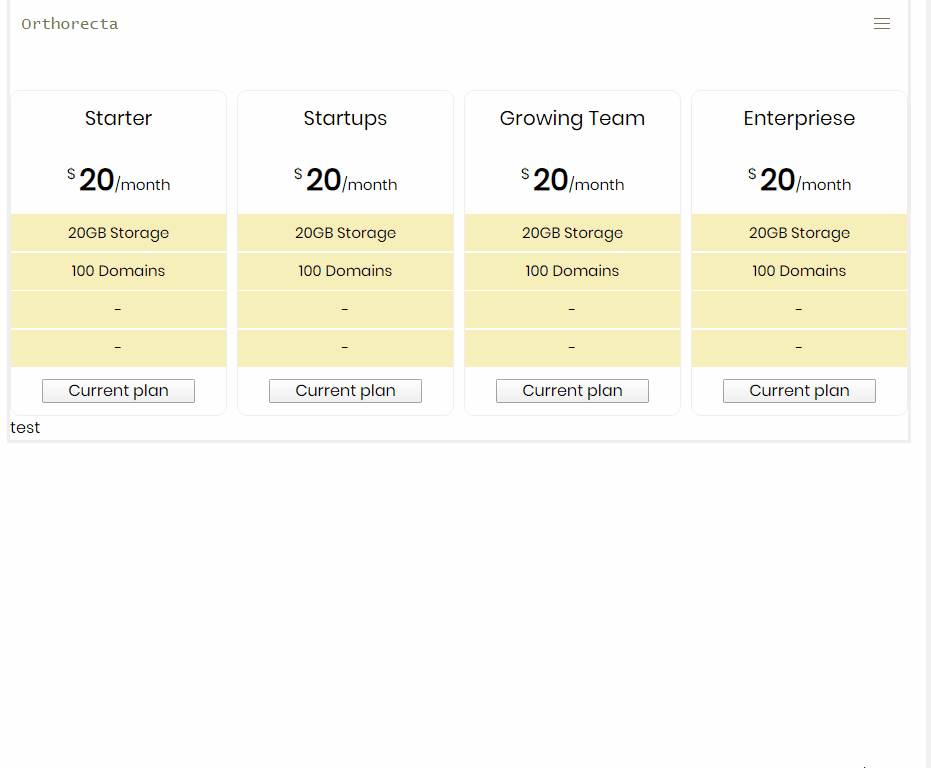 Orthorecta
Starter
$ 20/month
20GB Storage
100 Domains
-
-
Current plan
Startups
$ 20/month
20GB Storage
100 Domains
-
-
Current plan
Growing Team
$ 20/month
20GB Storage
100 Domains
-
-
Current plan
Enterpriese
$ 20/month
20GB Storage
100 Domains
-
-
Current plan
test